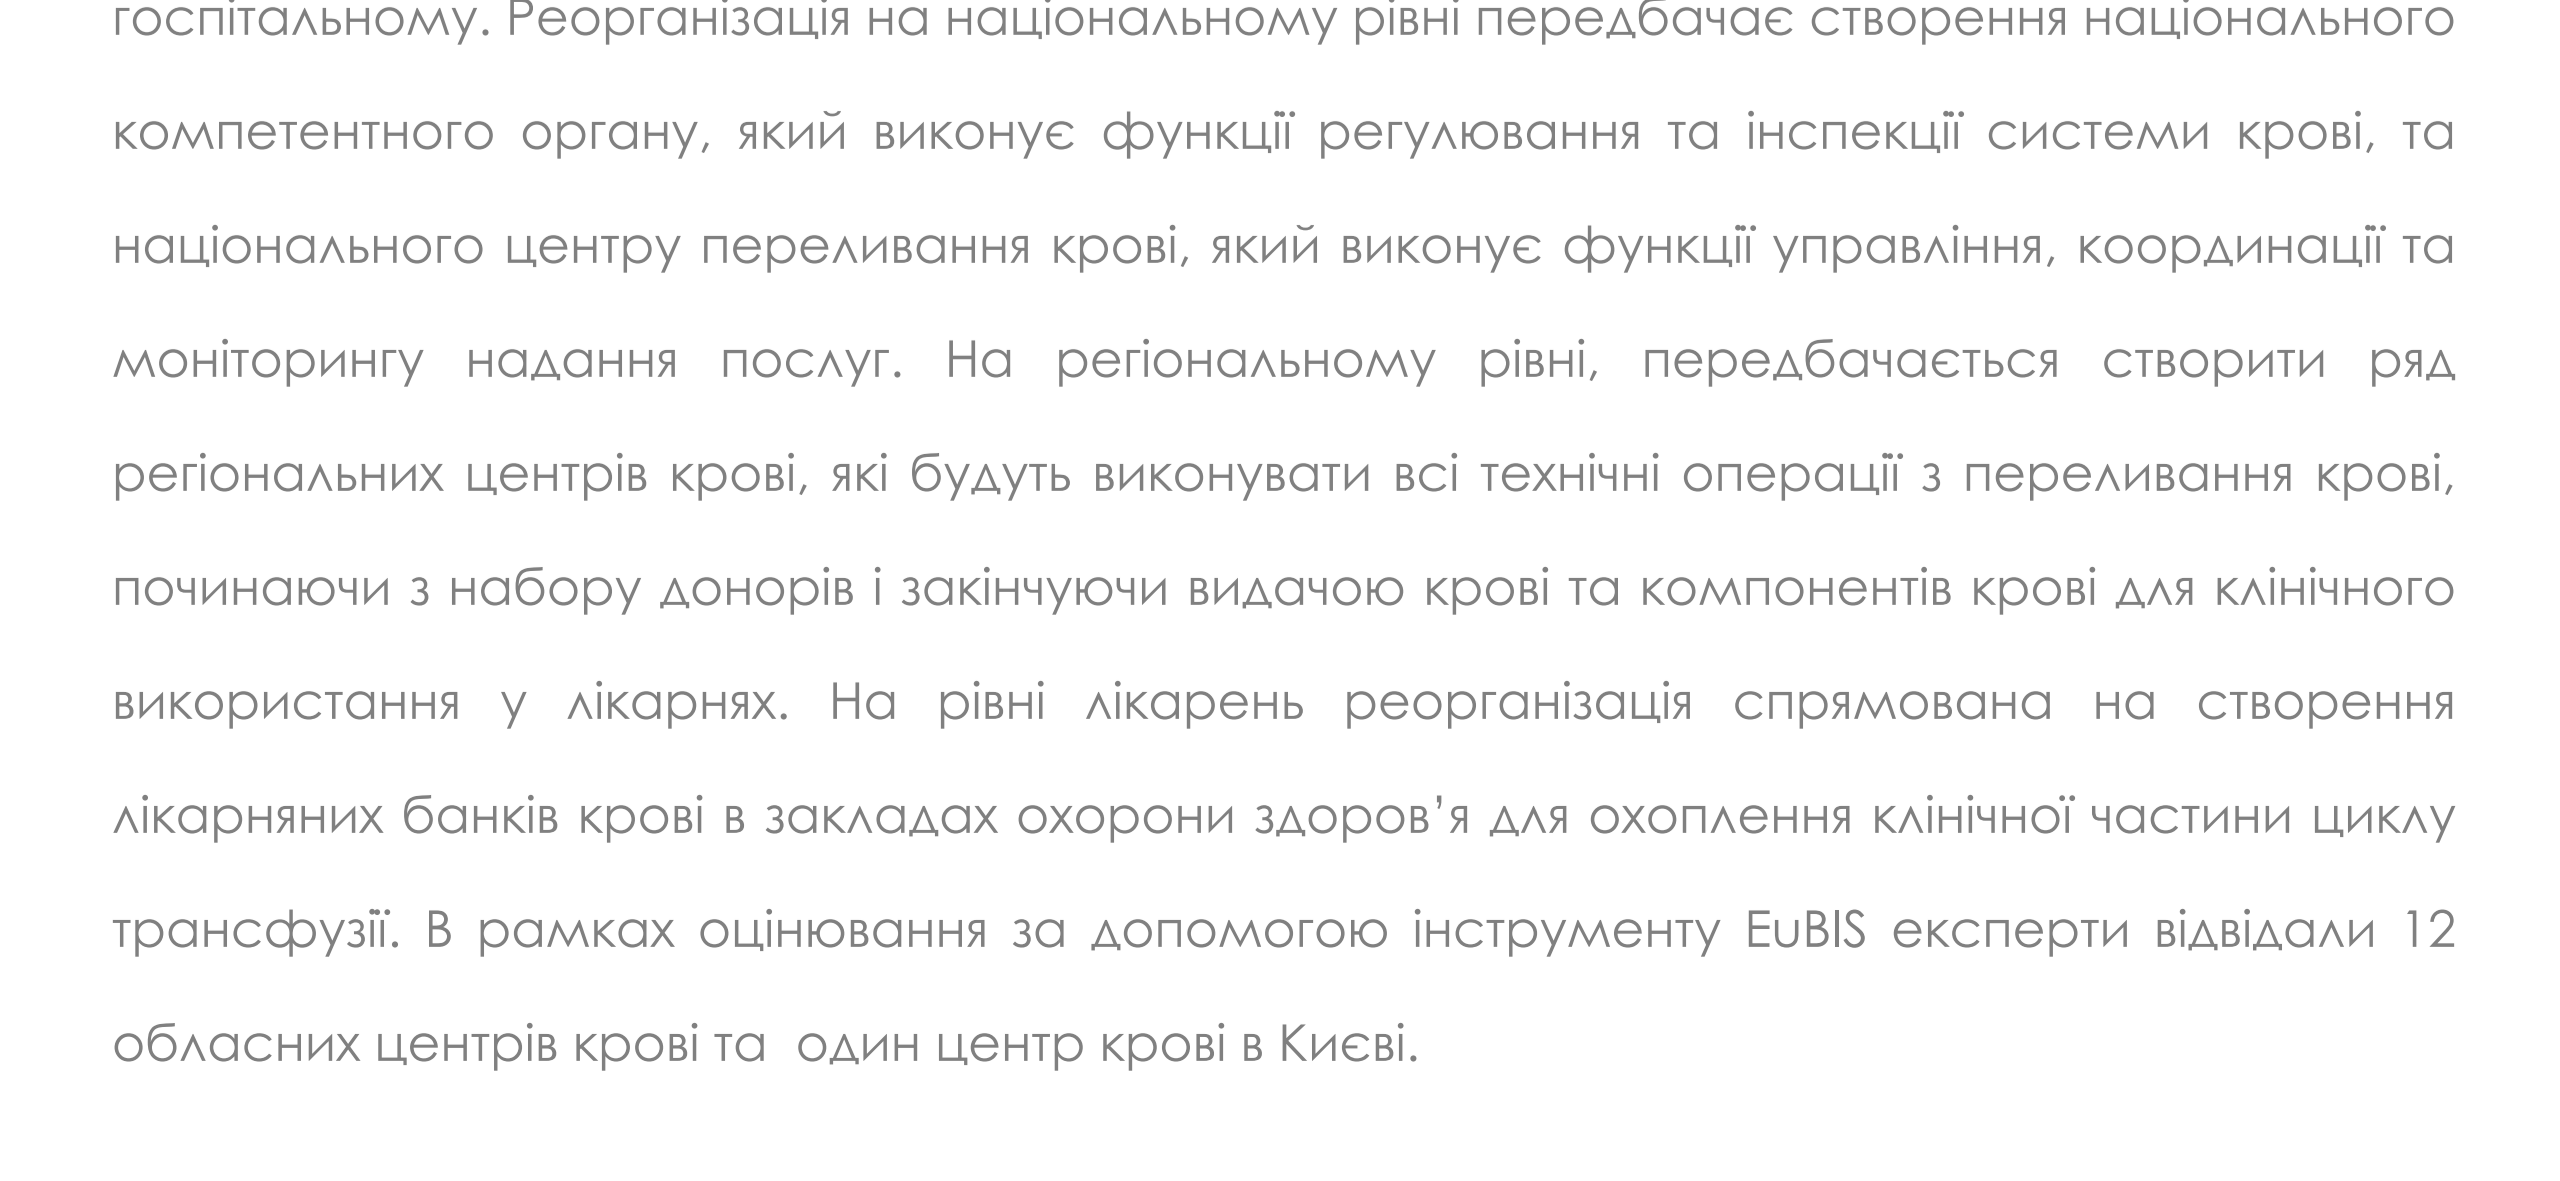 госпітальному. Реорганізація на національному рівні передбачає створення національного
компетентного органу, який виконує функції регулювання та інспекції системи крові, та
національного центру переливання крові, який виконує функції управління, координації та
моніторингу надання послуг. На регіональному рівні, передбачається створити ряд
регіональних центрів крові, які будуть виконувати всі технічні операції з переливання крові,
починаючи з набору донорів і закінчуючи видачою крові та компонентів крові для клінічного
використання у лікарнях. На рівні лікарень реорганізація спрямована на створення
лікарняних банків крові в закладах охорони здоров’я для охоплення клінічної частини циклу
трансфузії. В рамках оцінювання за допомогою інструменту EuBIS експерти відвідали 12
обласних центрів крові та  один центр крові в Києві.